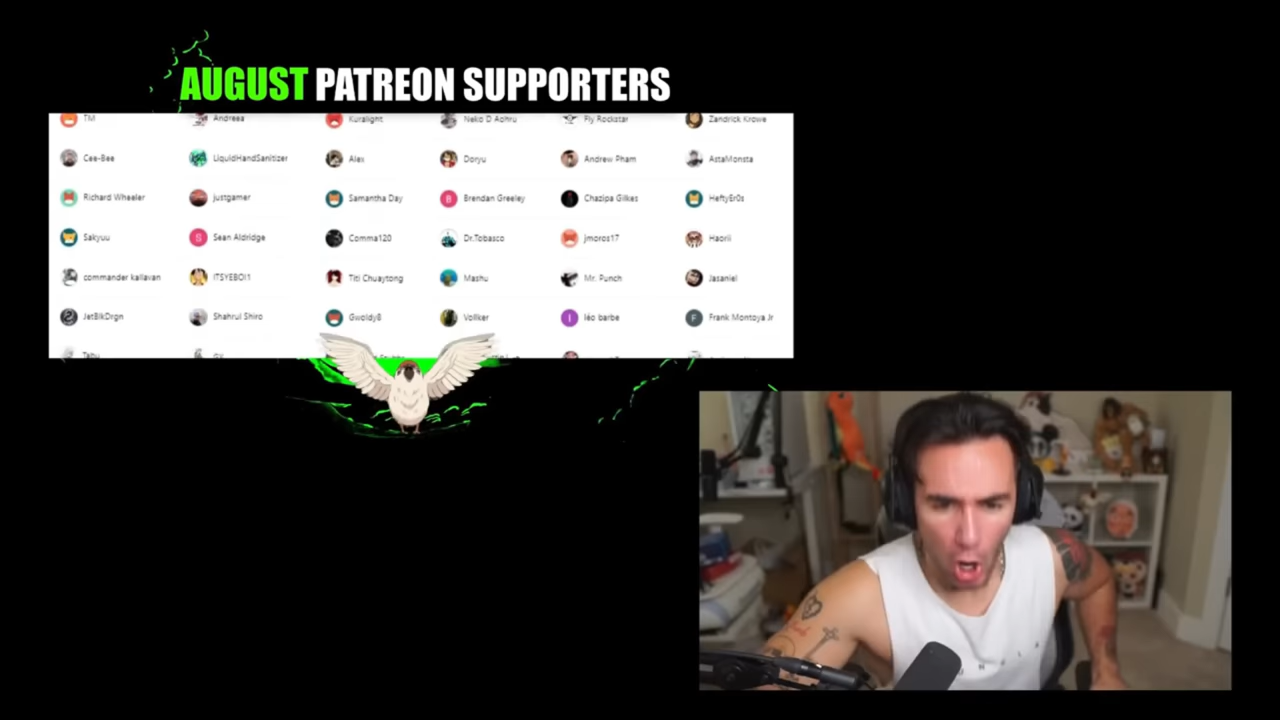 AUGUST PATREON SUPPORTERS
TM Andreea Kuralight Neko D Aohru Fly Rockstar Zandrick Krowe
Cee-Bee LiquidHandSanitizer Alex Doryu Andrew Pham AstaMonsta
Richard Wheeler justgamer Samantha Day B Brendan Greeley Chazipa Gilkes HeftyEr0s
Sakyuu S Sean Aldridge Comma120 Dr.Tobasco jmoros17 Haorii
commander kallavan ITSYEBOI1 Titi Chuaytong Mashu Mr. Punch Jasaniel
JetBlkDrgn Shahrul Shiro Gwoldy8 Vollker l léo barbe F Frank Montoya Jr